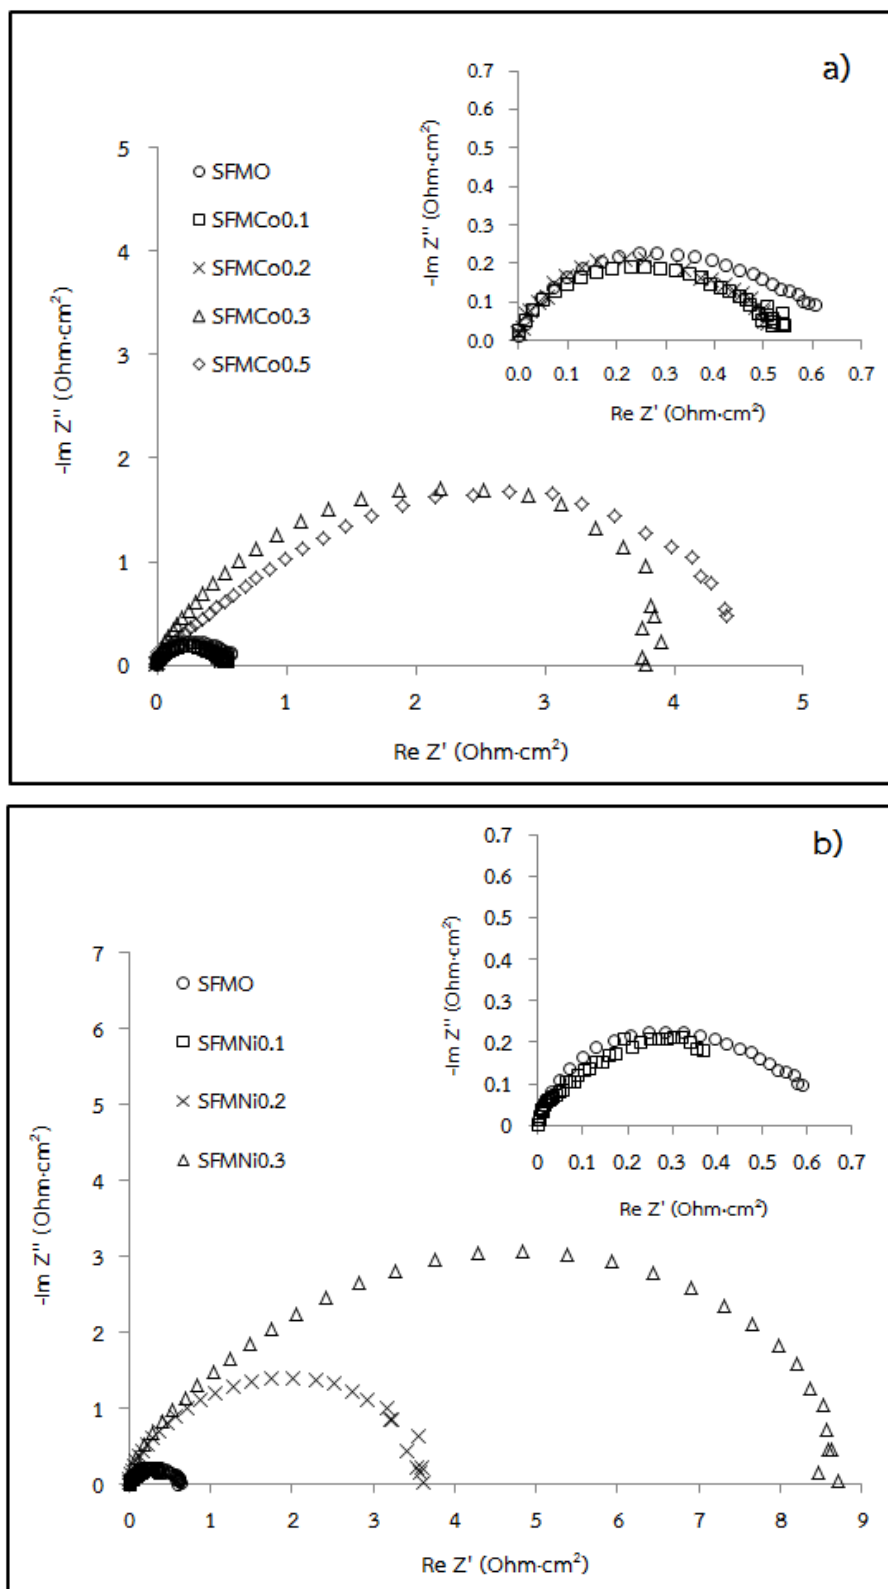 a)
0.7
0.6
0.5
0.4
0.3
0.2
0.1
0.0
-Im Z'' (Ohm·cm²)
0.0 0.1 0.2 0.3 0.4 0.5 0.6 0.7
Re Z' (Ohm·cm²)
5
4
3
2
1
0
-Im Z'' (Ohm·cm²)
SFMO
SFMCo0.1
SFMCo0.2
SFMCo0.3
SFMCo0.5
0 1 2 3 4 5
Re Z' (Ohm·cm²)
b)
0.7
0.6
0.5
0.4
0.3
0.2
0.1
0
-Im Z'' (Ohm·cm²)
0 0.1 0.2 0.3 0.4 0.5 0.6 0.7
Re Z' (Ohm·cm²)
7
6
5
4
3
2
1
0
-Im Z'' (Ohm·cm²)
SFMO
SFMNi0.1
SFMNi0.2
SFMNi0.3
0 1 2 3 4 5 6 7 8 9
Re Z' (Ohm·cm²)